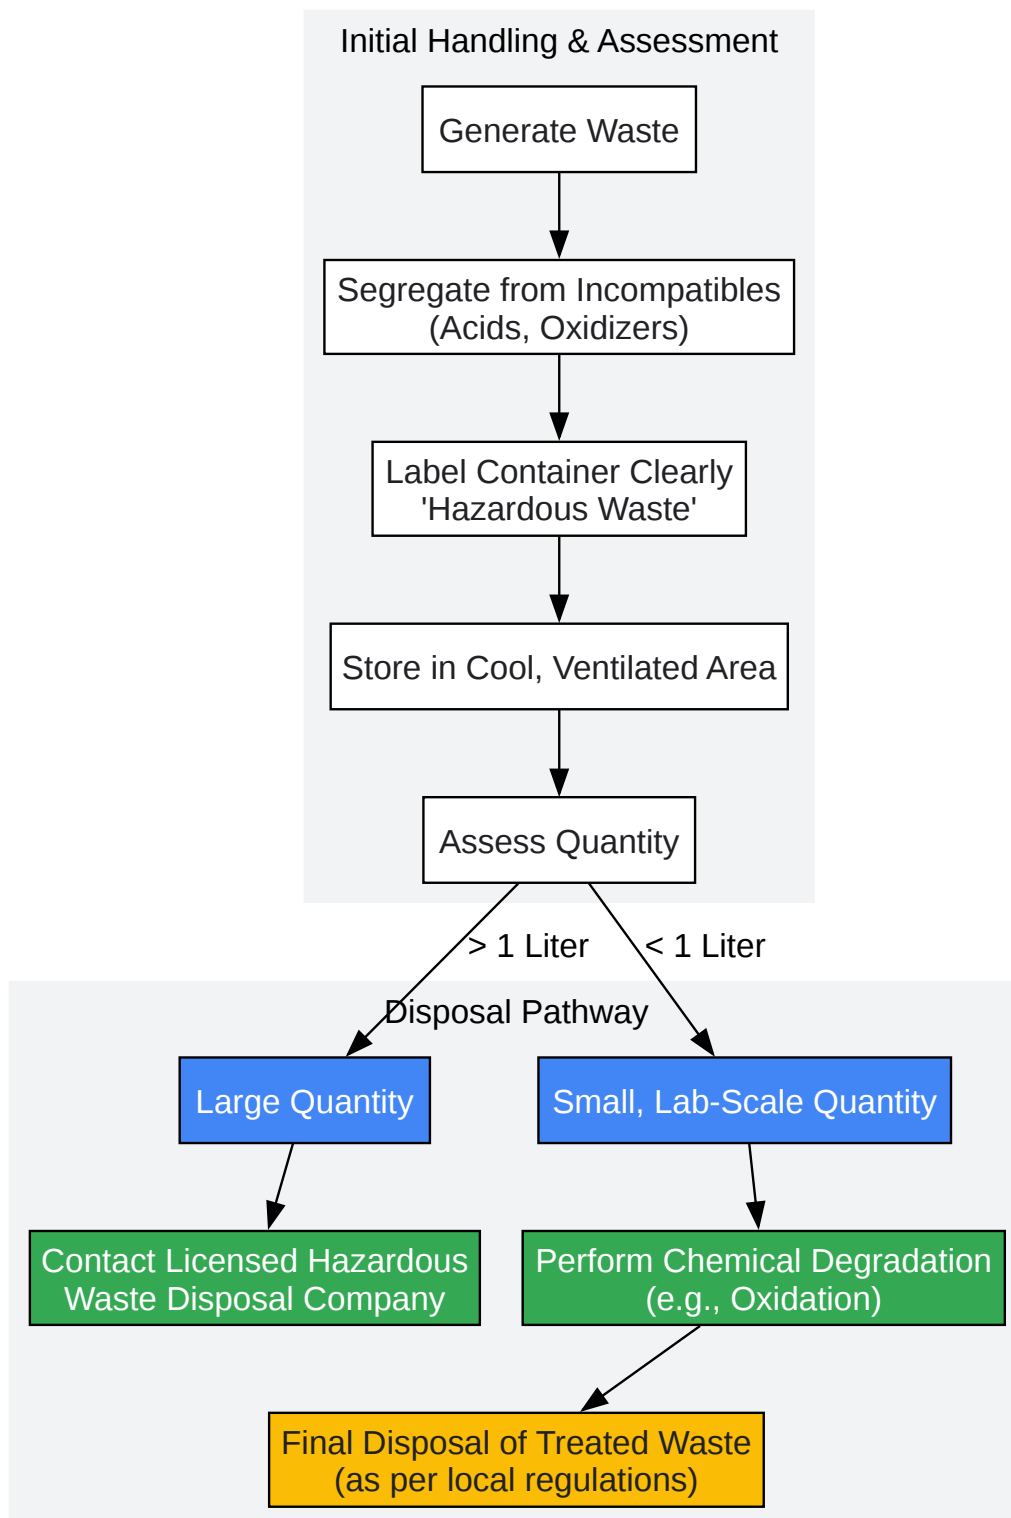 Initial Handling & Assessment
Generate Waste
Segregate from Incompatibles
(Acids, Oxidizers)
Label Container Clearly
'Hazardous Waste'
Store in Cool, Ventilated Area
Assess Quantity
> 1 Liter
< 1 Liter
Disposal Pathway
Large Quantity
Small, Lab-Scale Quantity
Contact Licensed Hazardous
Waste Disposal Company
Perform Chemical Degradation
(e.g., Oxidation)
Final Disposal of Treated Waste
(as per local regulations)